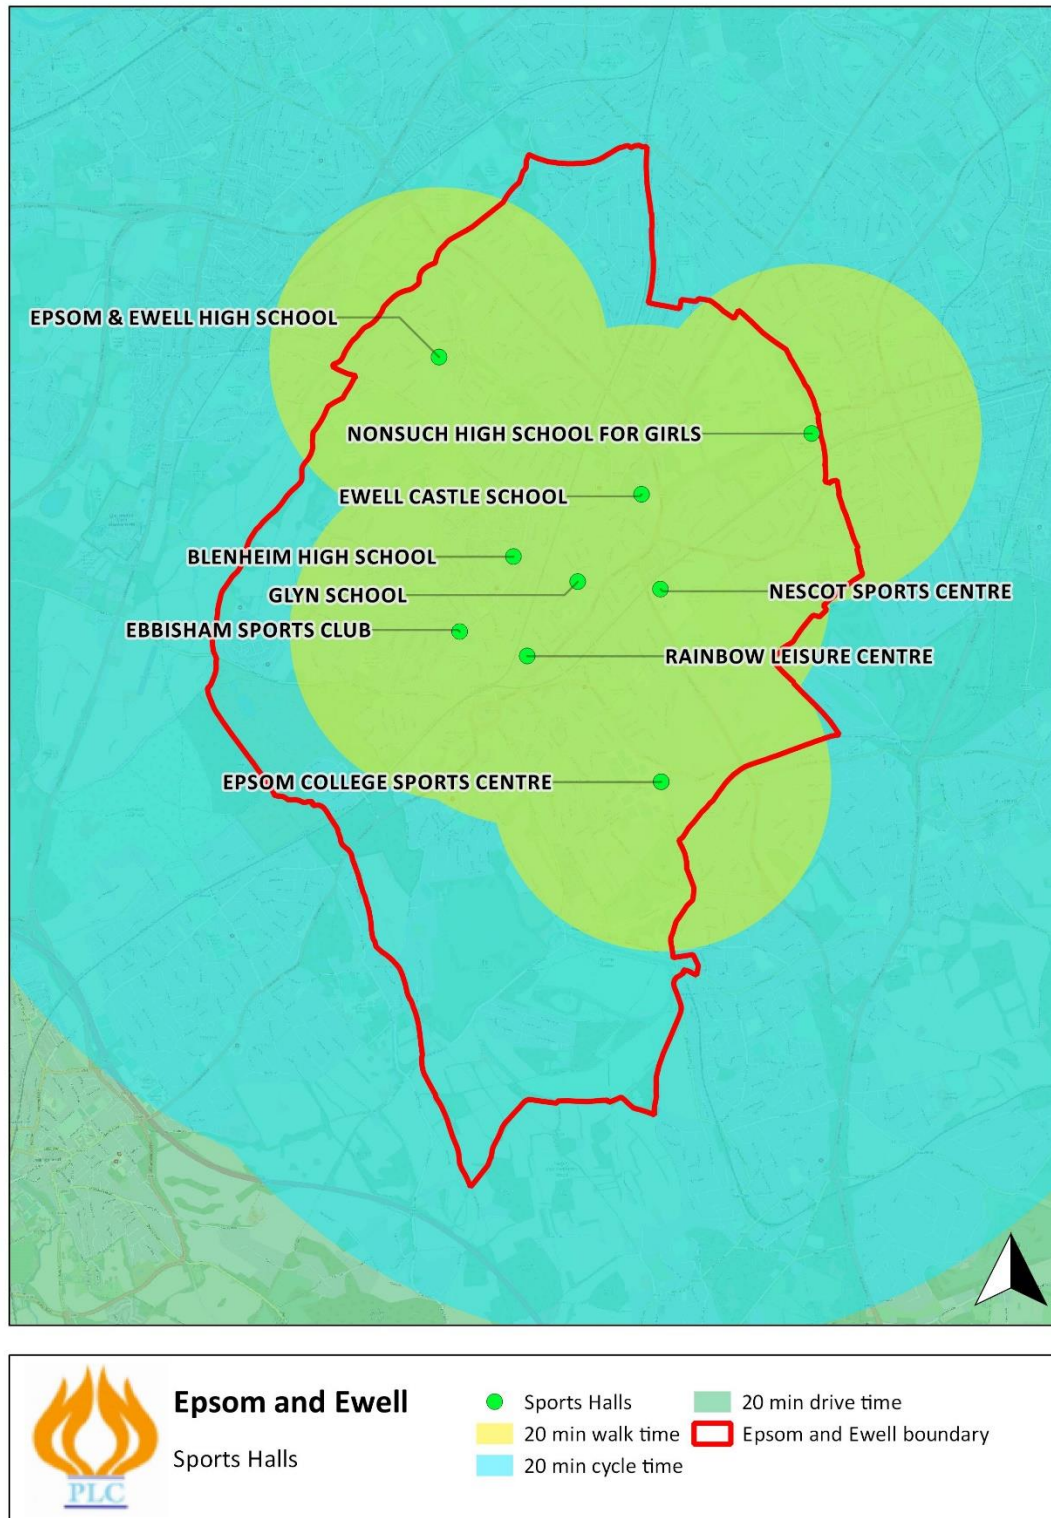 EPSOM & EWELL HIGH SCHOOL
NONSUCH HIGH SCHOOL FOR GIRLS
EWELL CASTLE SCHOOL
BLENHEIM HIGH SCHOOL
GLYN SCHOOL
NESCOT SPORTS CENTRE
EBBISHAM SPORTS CLUB
RAINBOW LEISURE CENTRE
EPSOM COLLEGE SPORTS CENTRE
PLC
Epsom and Ewell
Sports Halls
Sports Halls
20 min walk time
20 min cycle time
20 min drive time
Epsom and Ewell boundary